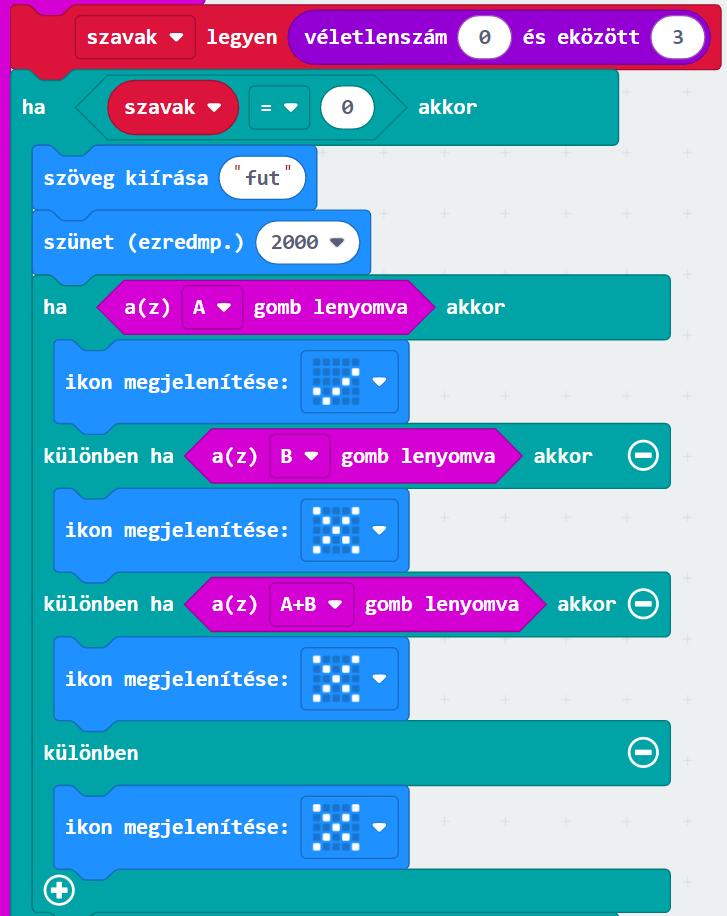 szavak legyen véletlenszám 0 és eközött 3
ha szavak = 0 akkor
szöveg kiírása "fut"
szünet (ezredmp.) 2000
ha a(z) A gomb lenyomva akkor
ikon megjelenítése:
különben ha a(z) B gomb lenyomva akkor
ikon megjelenítése:
különben ha a(z) A+B gomb lenyomva akkor
ikon megjelenítése:
különben
ikon megjelenítése: